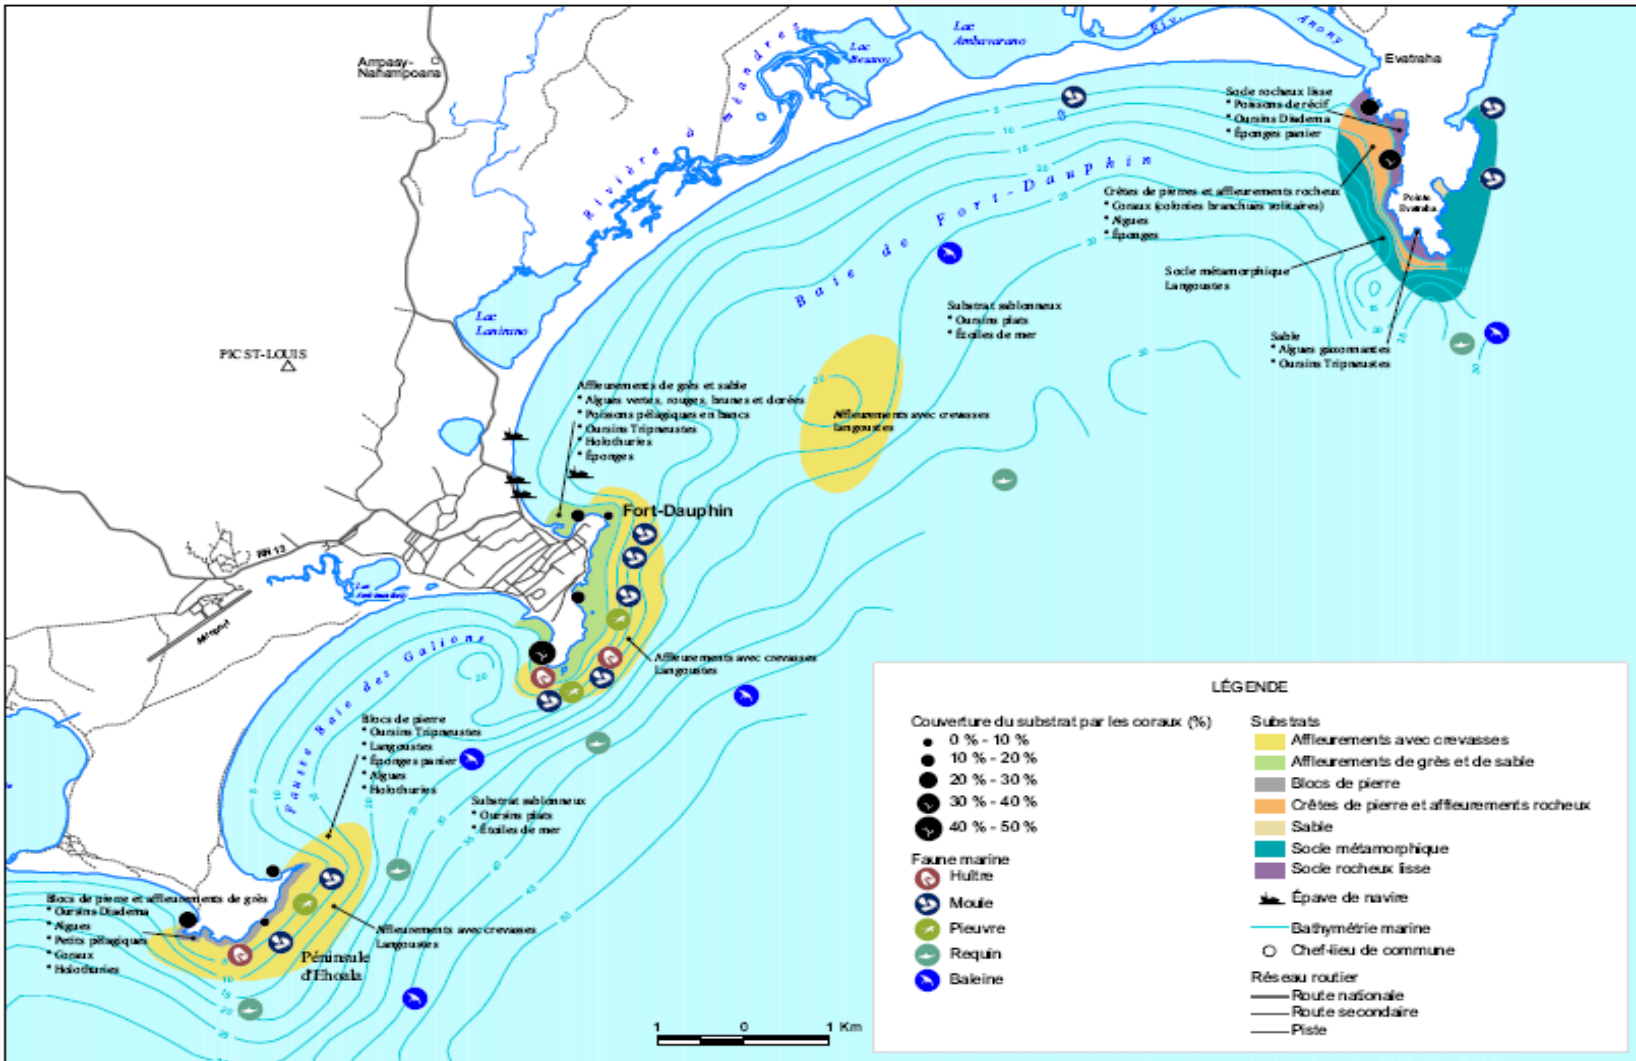 Ampasy-
Nahampoana
Rivière à méandres
Lac
Besaroy
Lac
Ambavarano
Riv. Anony
Evatraha
Socle rocheux lisse
* Poissons de récif
* Oursins Diadema
* Éponges panier
Crêtes de pierres et affleurements rocheux
* Coraux (colonies branchues solitaires)
* Algues
* Éponges
Pointe
Evatraha
Socle métamorphique
Langoustes
Sable
* Algues gazonnantes
* Oursins Tripneustes
Baie de Fort-Dauphin
Substrat sablonneux
* Oursins plats
* Étoiles de mer
Lac
Lanirano
PIC ST-LOUIS
Affleurements de grès et sable
* Algues vertes, rouges, brunes et dorées
* Poissons pélagiques en bancs
* Oursins Tripneustes
* Holothuries
* Éponges
Affleurements avec crevasses
Langoustes
Fort-Dauphin
RN 13
Lac
Fausse Baie des Galions
Affleurements avec crevasses
Langoustes
Blocs de pierre
* Oursins Tripneustes
* Langoustes
* Éponges panier
* Algues
* Holothuries
Substrat sablonneux
* Oursins plats
* Étoiles de mer
Blocs de pierre et affleurements de grès
* Oursins Diadema
* Algues
* Petits pélagiques
* Coraux
* Holothuries
Affleurements avec crevasses
Langoustes
Péninsule
d'Ehoala
1 0 1 Km
LÉGENDE
Couverture du substrat par les coraux (%)
0 % - 10 %
10 % - 20 %
20 % - 30 %
30 % - 40 %
40 % - 50 %
Faune marine
Huître
Moule
Pieuvre
Requin
Baleine
Substrats
Affleurements avec crevasses
Affleurements de grès et de sable
Blocs de pierre
Crêtes de pierre et affleurements rocheux
Sable
Socle métamorphique
Socle rocheux lisse
Épave de navire
Bathymétrie marine
Chef-lieu de commune
Réseau routier
Route nationale
Route secondaire
Piste